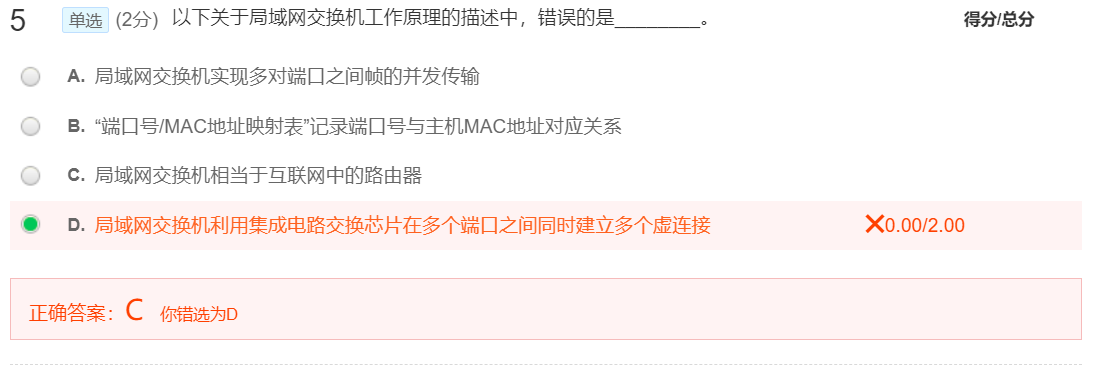 5 单选 (2分) 以下关于局域网交换机工作原理的描述中，错误的是________。 得分/总分
A. 局域网交换机实现多对端口之间帧的并发传输
B. “端口号/MAC地址映射表”记录端口号与主机MAC地址对应关系
C. 局域网交换机相当于互联网中的路由器
D. 局域网交换机利用集成电路交换芯片在多个端口之间同时建立多个虚连接 0.00/2.00
正确答案：C 你错选为D